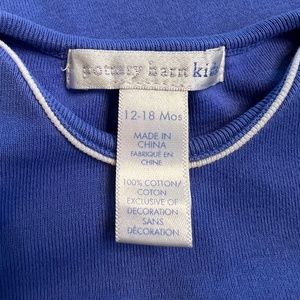 pottery barn kids
12-18 Mos
MADE IN
CHINA
FABRIQUÉ EN
CHINE
100% COTTON/
COTON
EXCLUSIVE OF
DECORATION
SANS
DÉCORATION